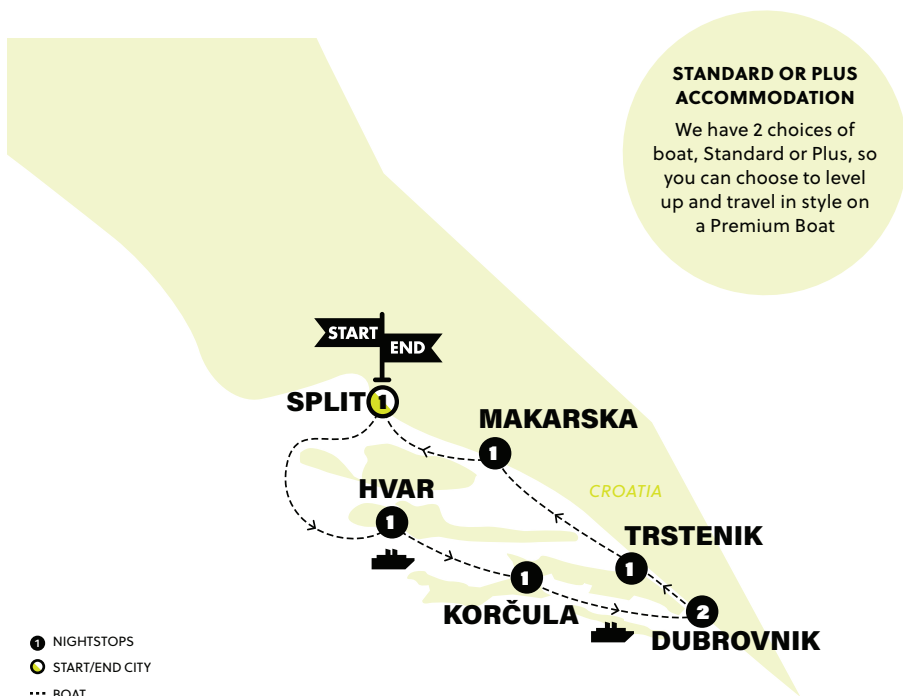 STANDARD OR PLUS
ACCOMMODATION
We have 2 choices of
boat, Standard or Plus, so
you can choose to level
up and travel in style on
a Premium Boat
START
END
SPLIT 1
MAKARSKA
1
CROATIA
HVAR
1
TRSTENIK
1
1
KORČULA
2
DUBROVNIK
1 NIGHTSTOPS
START/END CITY
BOAT